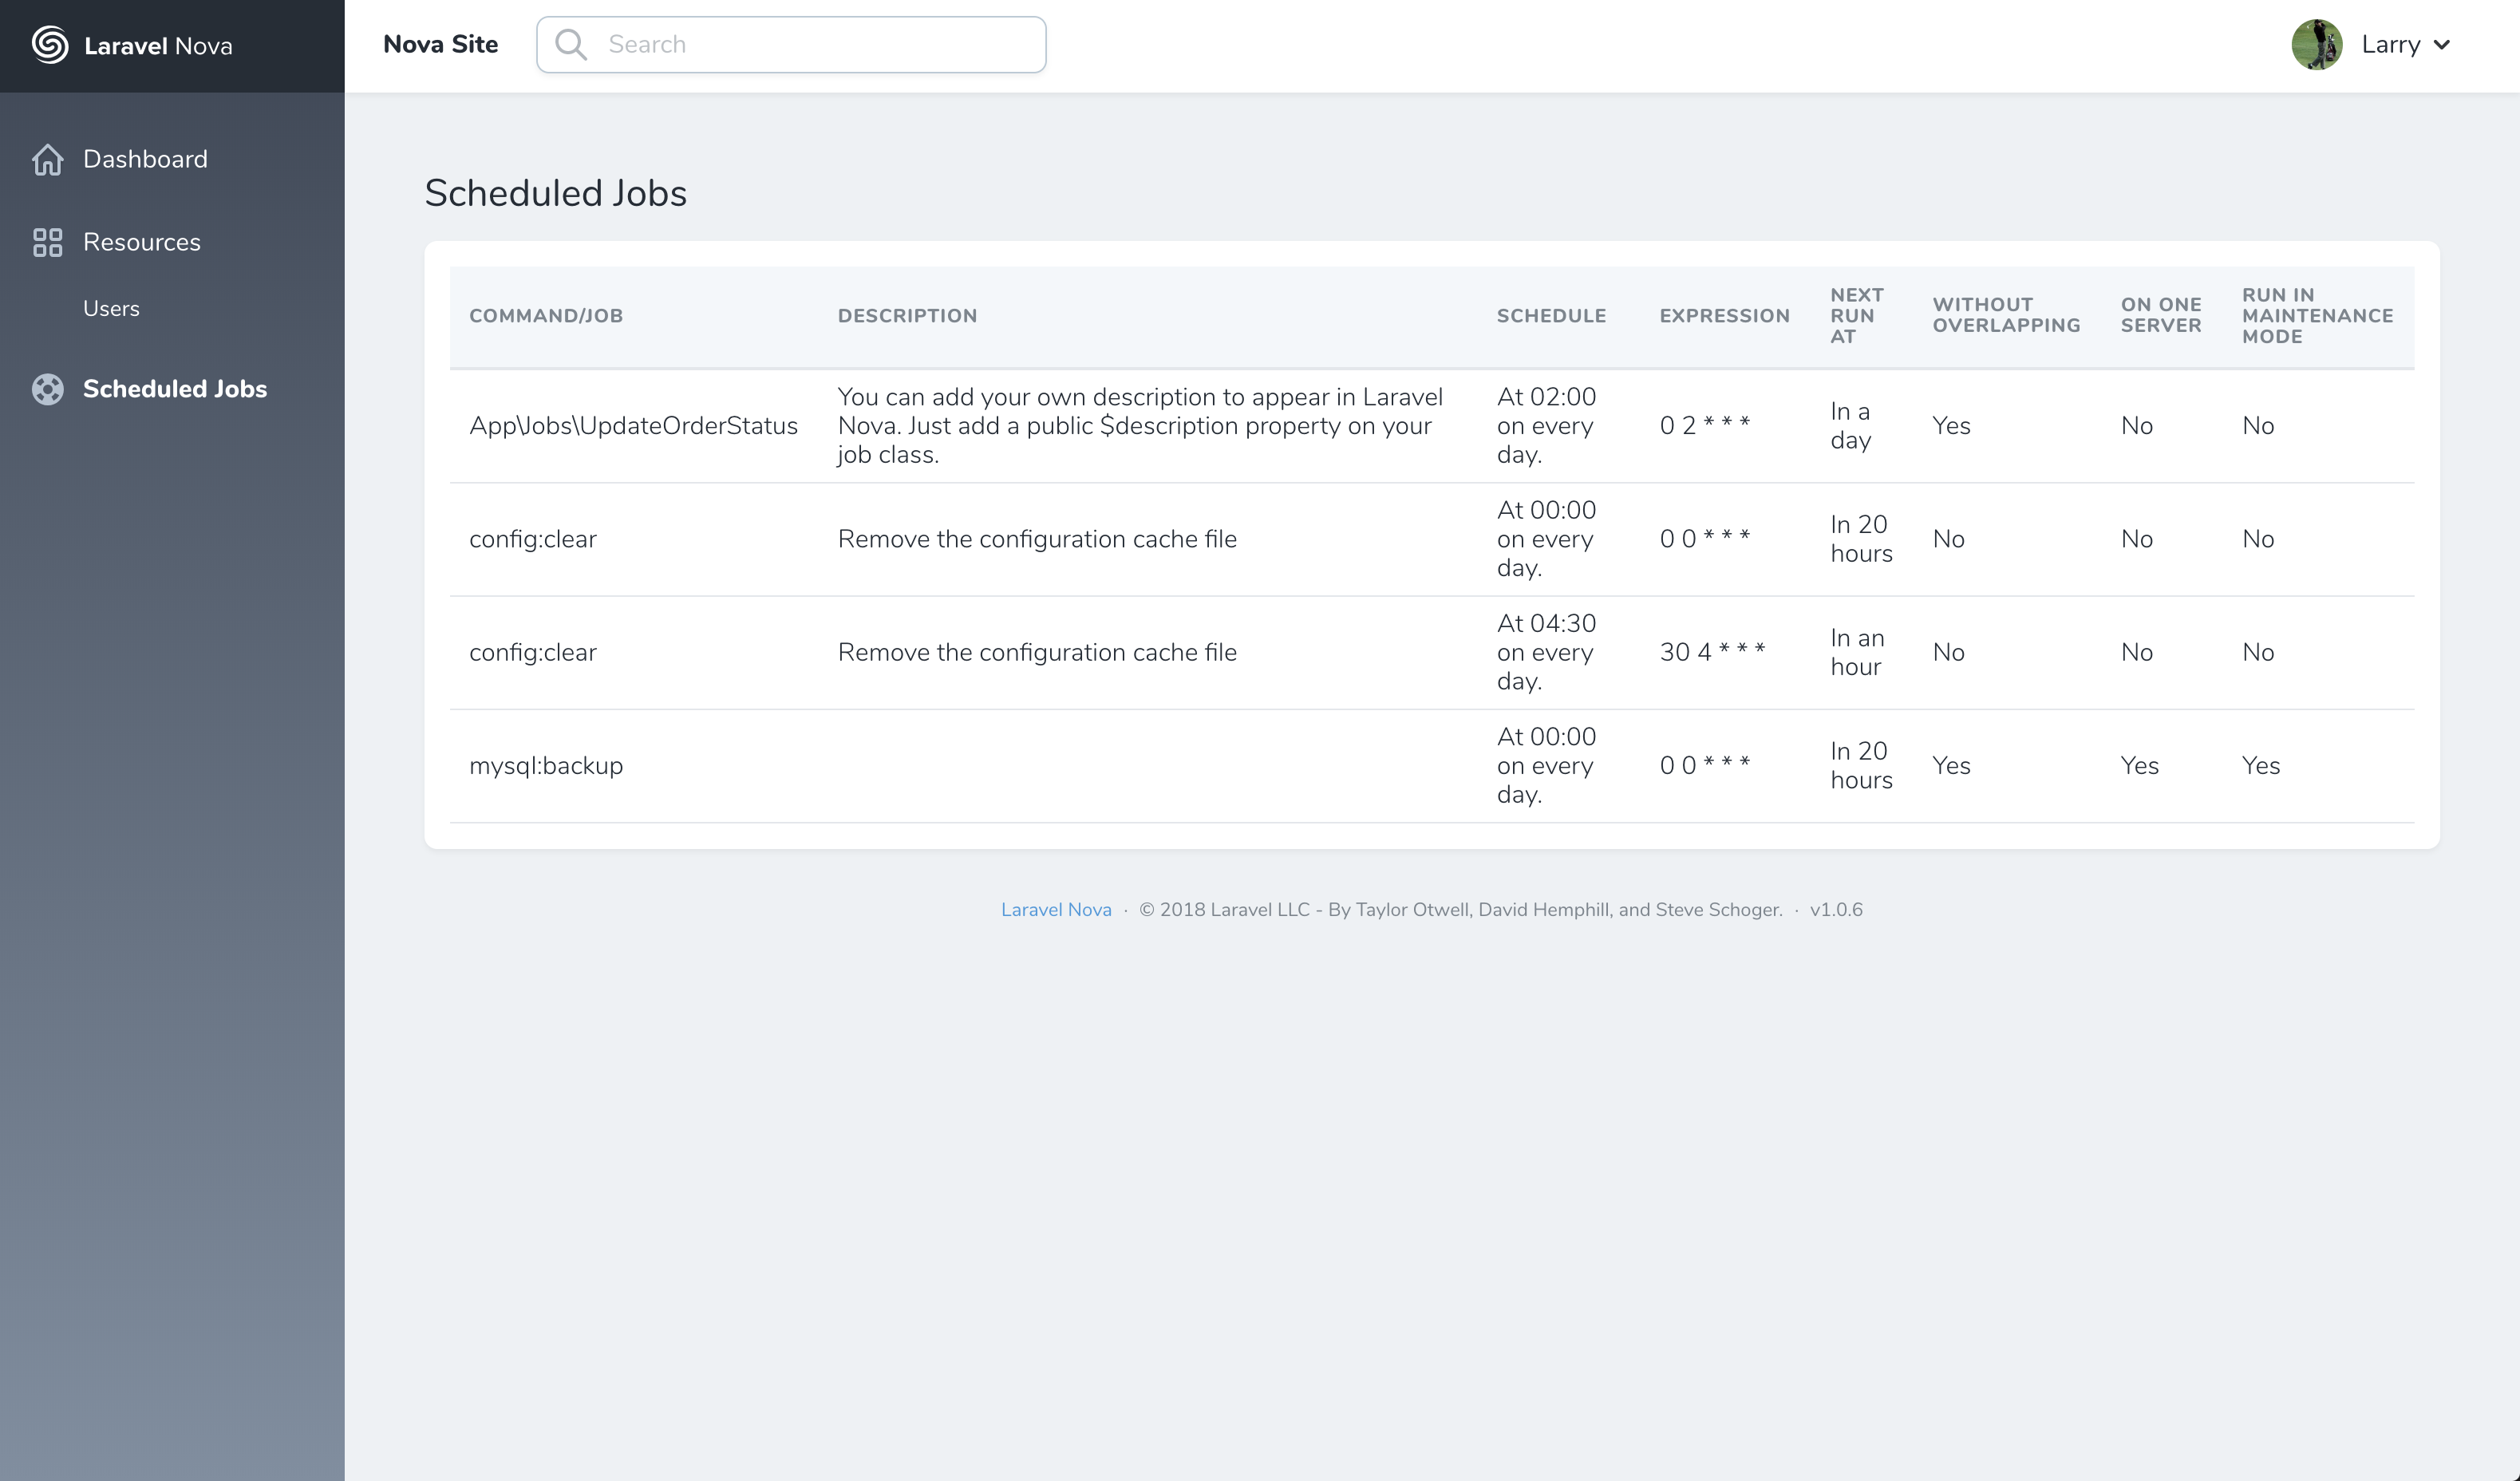 Laravel Nova
Nova Site
Search
Larry
Dashboard
Resources
Users
Scheduled Jobs
Scheduled Jobs
COMMAND/JOB
DESCRIPTION
SCHEDULE
EXPRESSION
NEXT
RUN
AT
WITHOUT
OVERLAPPING
ON ONE
SERVER
RUN IN
MAINTENANCE
MODE
App\Jobs\UpdateOrderStatus
You can add your own description to appear in Laravel
Nova. Just add a public $description property on your
job class.
At 02:00
on every
day.
0 2 * * *
In a
day
Yes
No
No
config:clear
Remove the configuration cache file
At 00:00
on every
day.
0 0 * * *
In 20
hours
No
No
No
config:clear
Remove the configuration cache file
At 04:30
on every
day.
30 4 * * *
In an
hour
No
No
No
mysql:backup
At 00:00
on every
day.
0 0 * * *
In 20
hours
Yes
Yes
Yes
Laravel Nova · © 2018 Laravel LLC - By Taylor Otwell, David Hemphill, and Steve Schoger. · v1.0.6